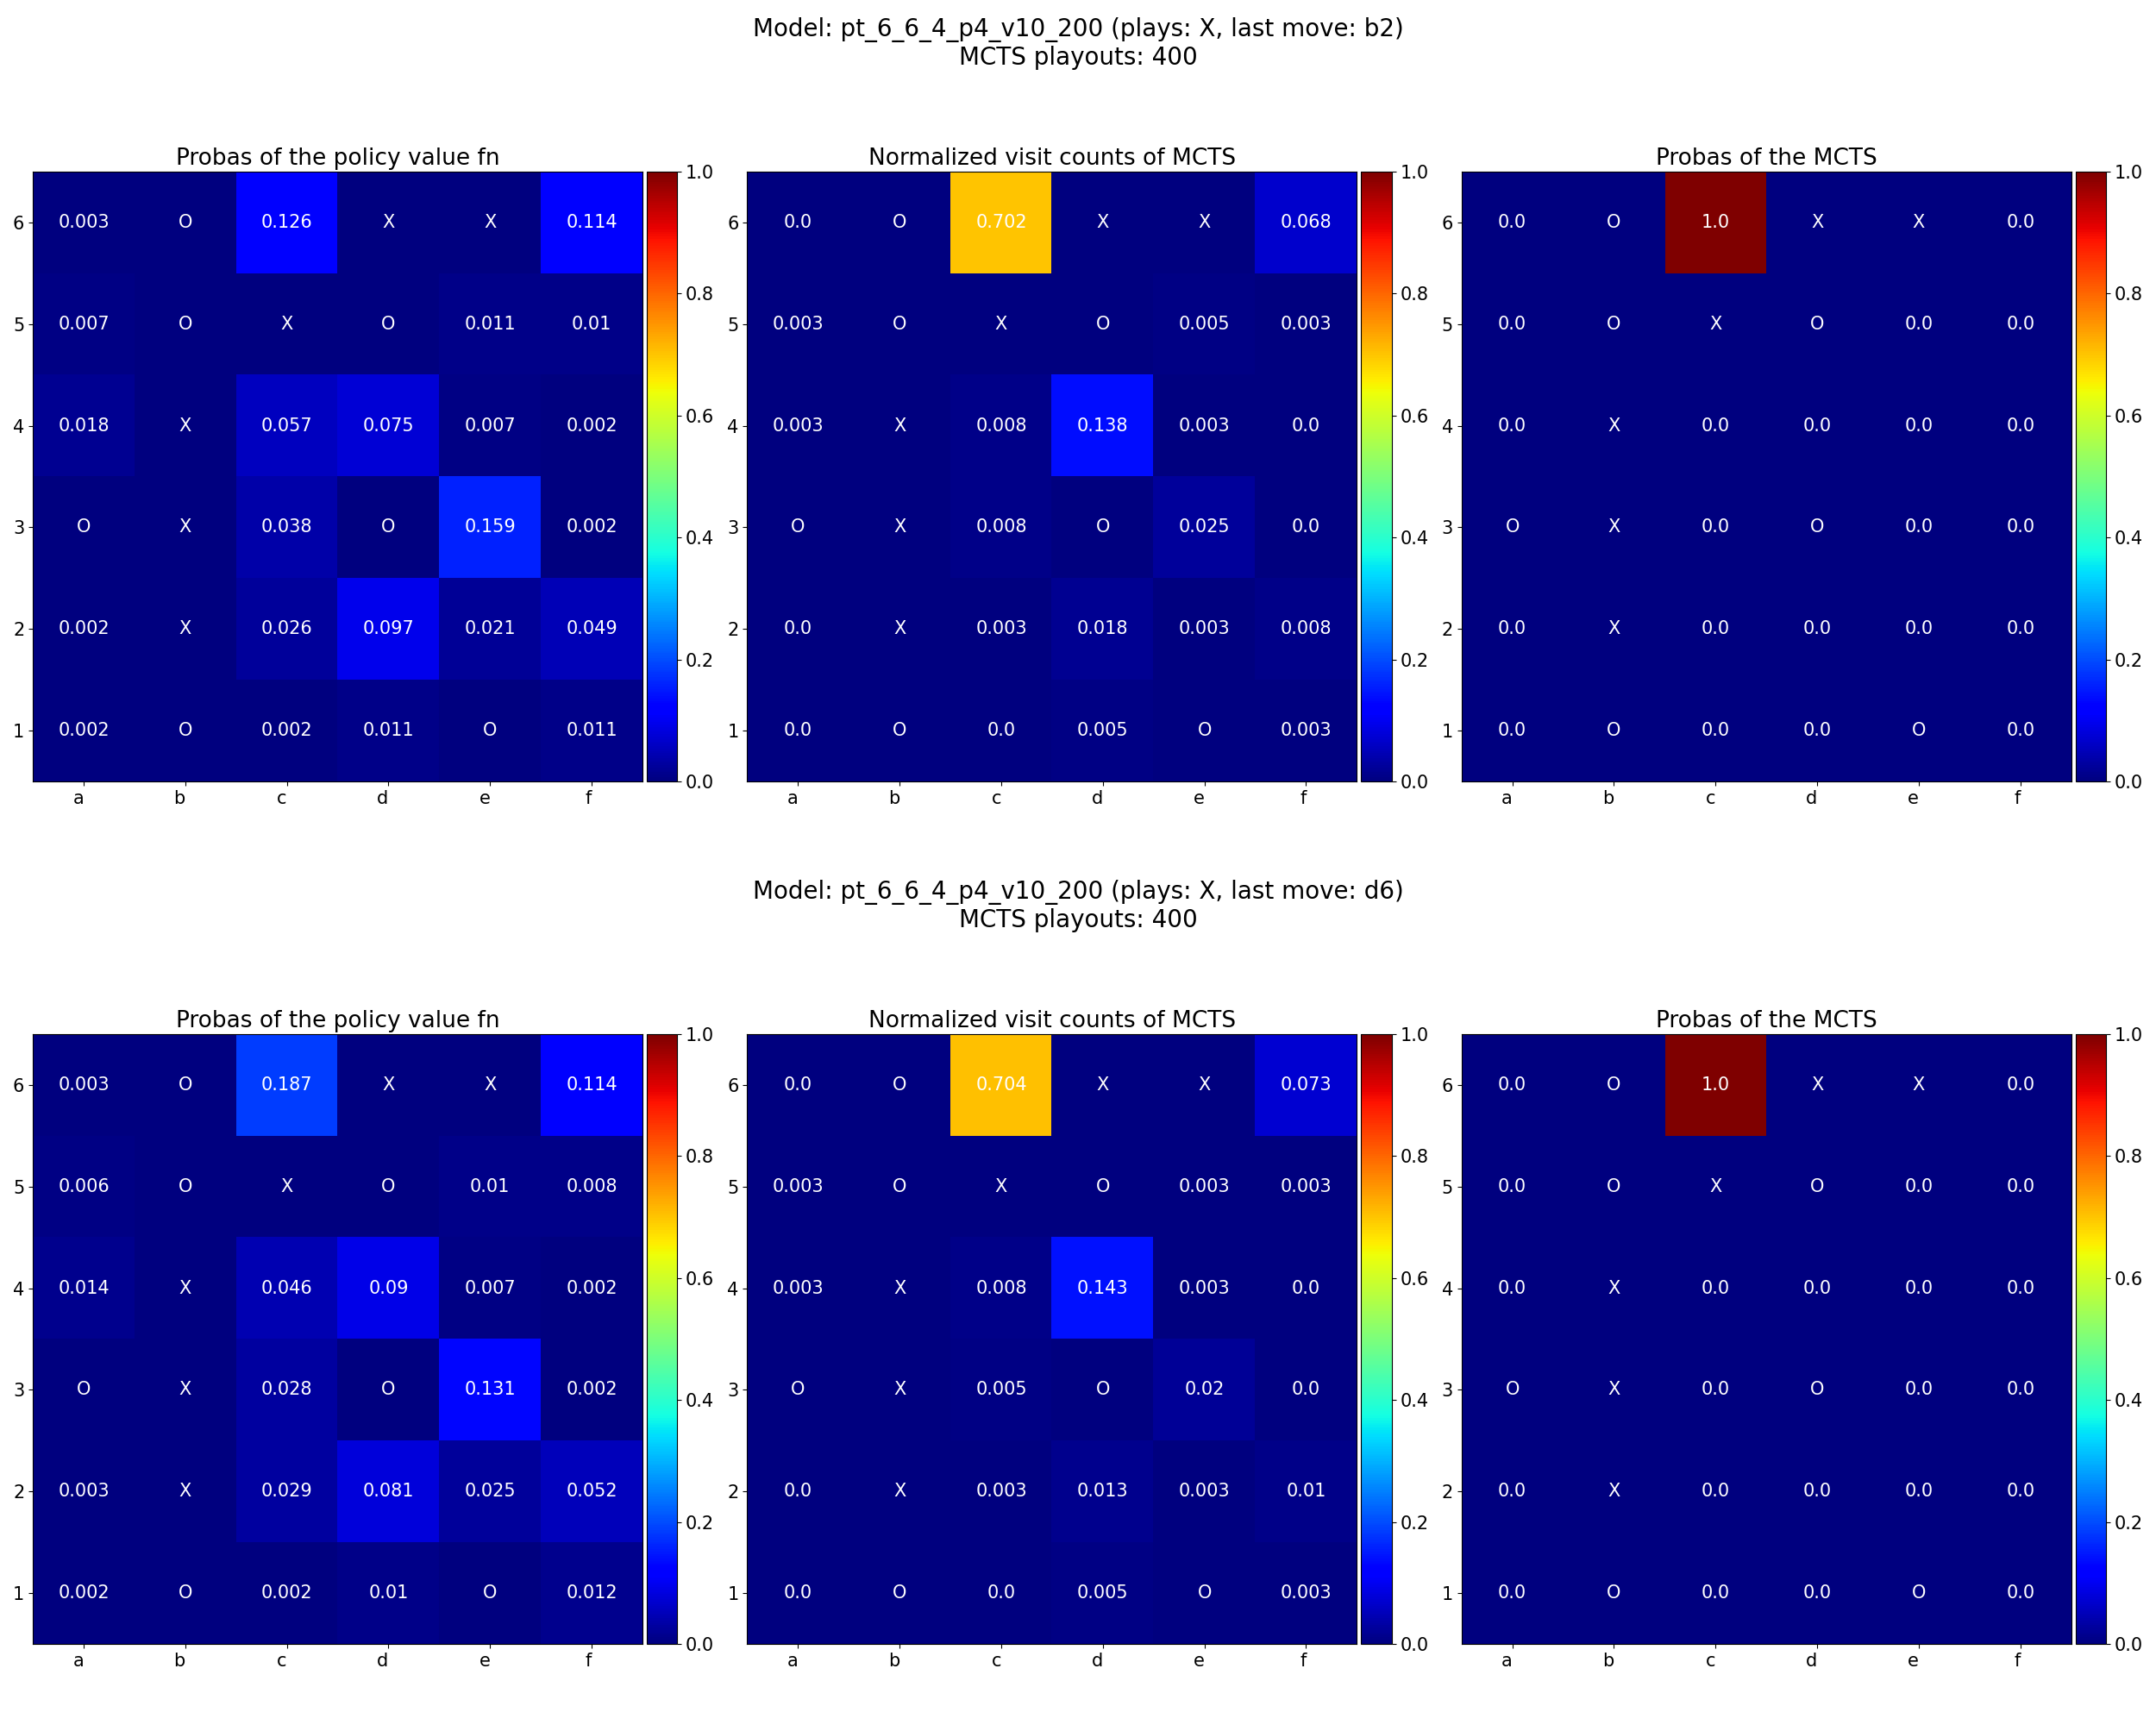 Model: pt_6_6_4_p4_v10_200 (plays: X, last move: b2)
MCTS playouts: 400
Probas of the policy value fn
6 0.003 O 0.126 X X 0.114
5 0.007 O X O 0.011 0.01
4 0.018 X 0.057 0.075 0.007 0.002
3 O X 0.038 O 0.159 0.002
2 0.002 X 0.026 0.097 0.021 0.049
1 0.002 O 0.002 0.011 O 0.011
a b c d e f
1.0
0.8
0.6
0.4
0.2
0.0
Normalized visit counts of MCTS
6 0.0 O 0.702 X X 0.068
5 0.003 O X O 0.005 0.003
4 0.003 X 0.008 0.138 0.003 0.0
3 O X 0.008 O 0.025 0.0
2 0.0 X 0.003 0.018 0.003 0.008
1 0.0 O 0.0 0.005 O 0.003
a b c d e f
1.0
0.8
0.6
0.4
0.2
0.0
Probas of the MCTS
6 0.0 O 1.0 X X 0.0
5 0.0 O X O 0.0 0.0
4 0.0 X 0.0 0.0 0.0 0.0
3 O X 0.0 O 0.0 0.0
2 0.0 X 0.0 0.0 0.0 0.0
1 0.0 O 0.0 0.0 O 0.0
a b c d e f
1.0
0.8
0.6
0.4
0.2
0.0
Model: pt_6_6_4_p4_v10_200 (plays: X, last move: d6)
MCTS playouts: 400
Probas of the policy value fn
6 0.003 O 0.187 X X 0.114
5 0.006 O X O 0.01 0.008
4 0.014 X 0.046 0.09 0.007 0.002
3 O X 0.028 O 0.131 0.002
2 0.003 X 0.029 0.081 0.025 0.052
1 0.002 O 0.002 0.01 O 0.012
a b c d e f
1.0
0.8
0.6
0.4
0.2
0.0
Normalized visit counts of MCTS
6 0.0 O 0.704 X X 0.073
5 0.003 O X O 0.003 0.003
4 0.003 X 0.008 0.143 0.003 0.0
3 O X 0.005 O 0.02 0.0
2 0.0 X 0.003 0.013 0.003 0.01
1 0.0 O 0.0 0.005 O 0.003
a b c d e f
1.0
0.8
0.6
0.4
0.2
0.0
Probas of the MCTS
6 0.0 O 1.0 X X 0.0
5 0.0 O X O 0.0 0.0
4 0.0 X 0.0 0.0 0.0 0.0
3 O X 0.0 O 0.0 0.0
2 0.0 X 0.0 0.0 0.0 0.0
1 0.0 O 0.0 0.0 O 0.0
a b c d e f
1.0
0.8
0.6
0.4
0.2
0.0